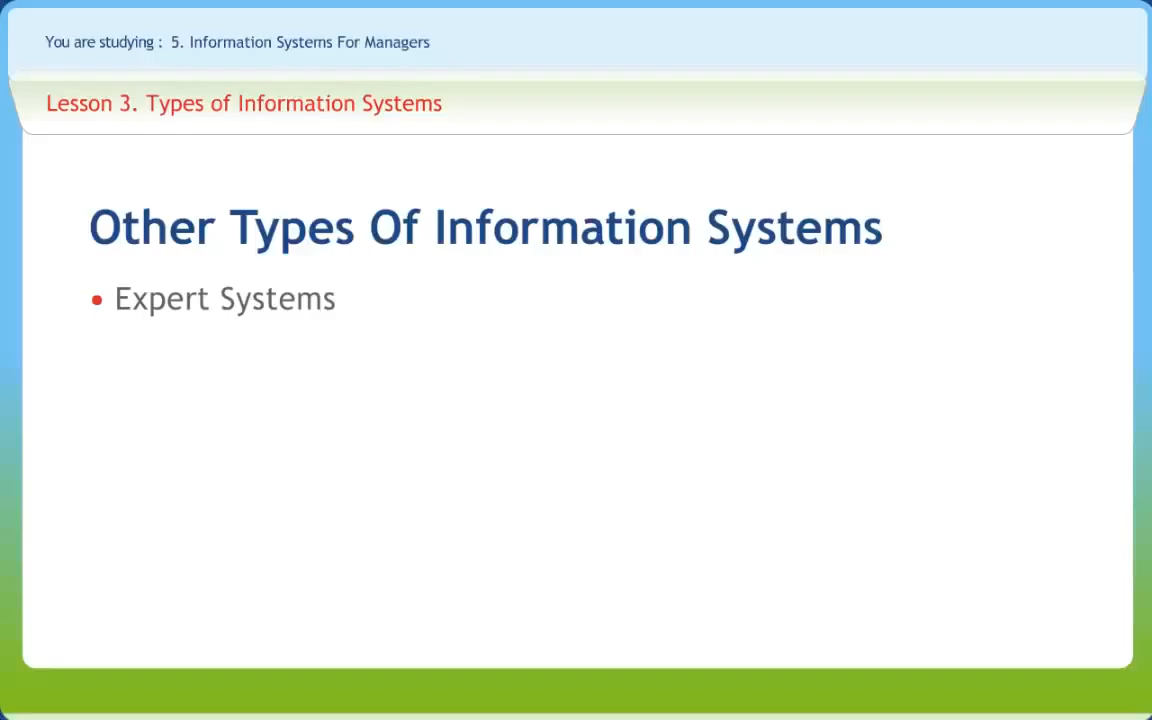 You are studying : 5. Information Systems For Managers
Lesson 3. Types of Information Systems
Other Types Of Information Systems
• Expert Systems